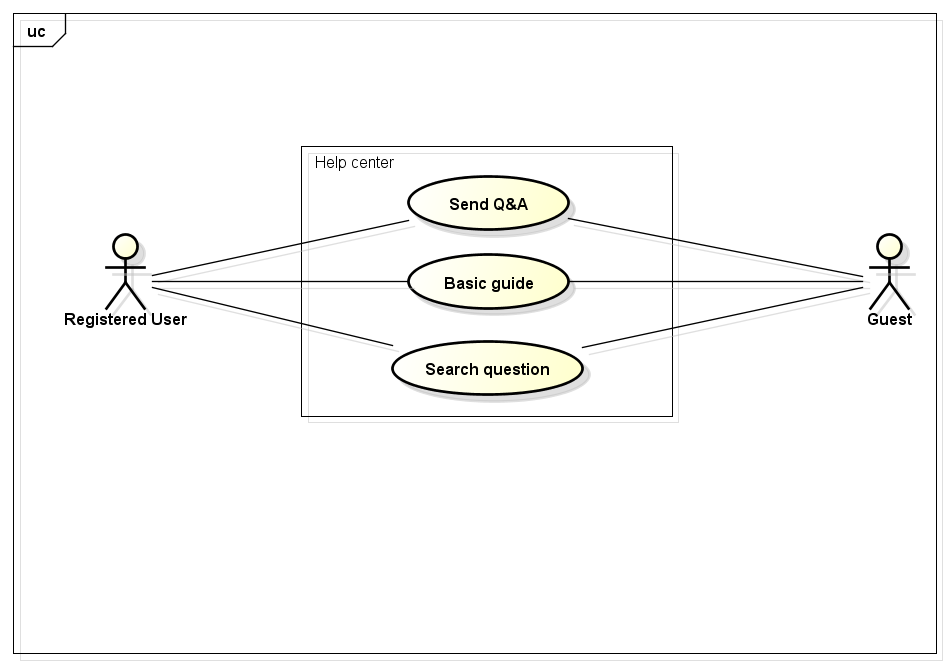 uc
Help center
Send Q&A
Basic guide
Registered User
Guest
Search question